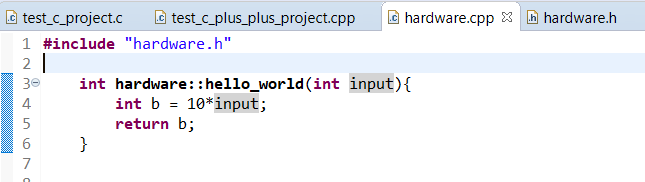 test_c_project.c test_c_plus_plus_project.cpp hardware.cpp hardware.h
1 #include "hardware.h"
2
3 int hardware::hello_world(int input){
4 int b = 10*input;
5 return b;
6 }
7